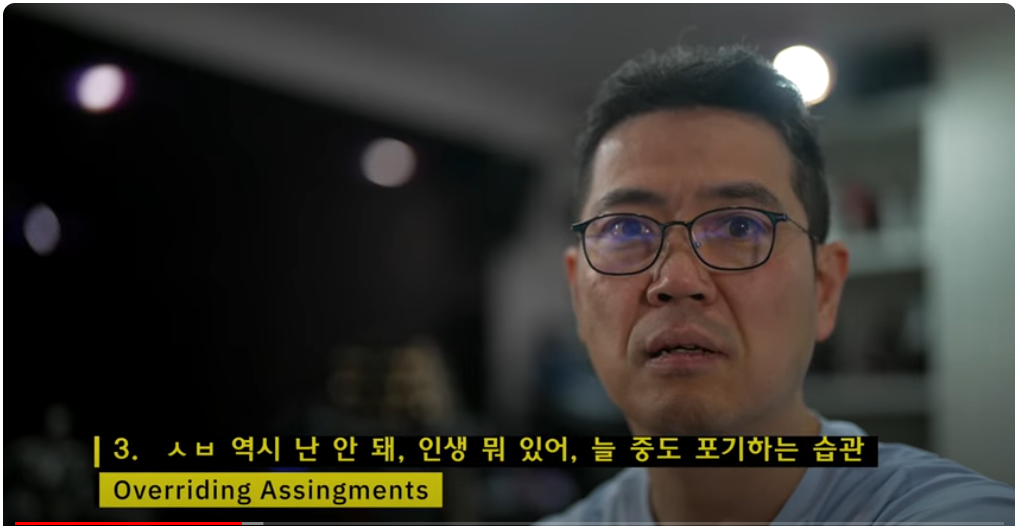 3. ㅅㅂ 역시 난 안 돼, 인생 뭐 있어, 늘 중도 포기하는 습관
Overriding Assingments